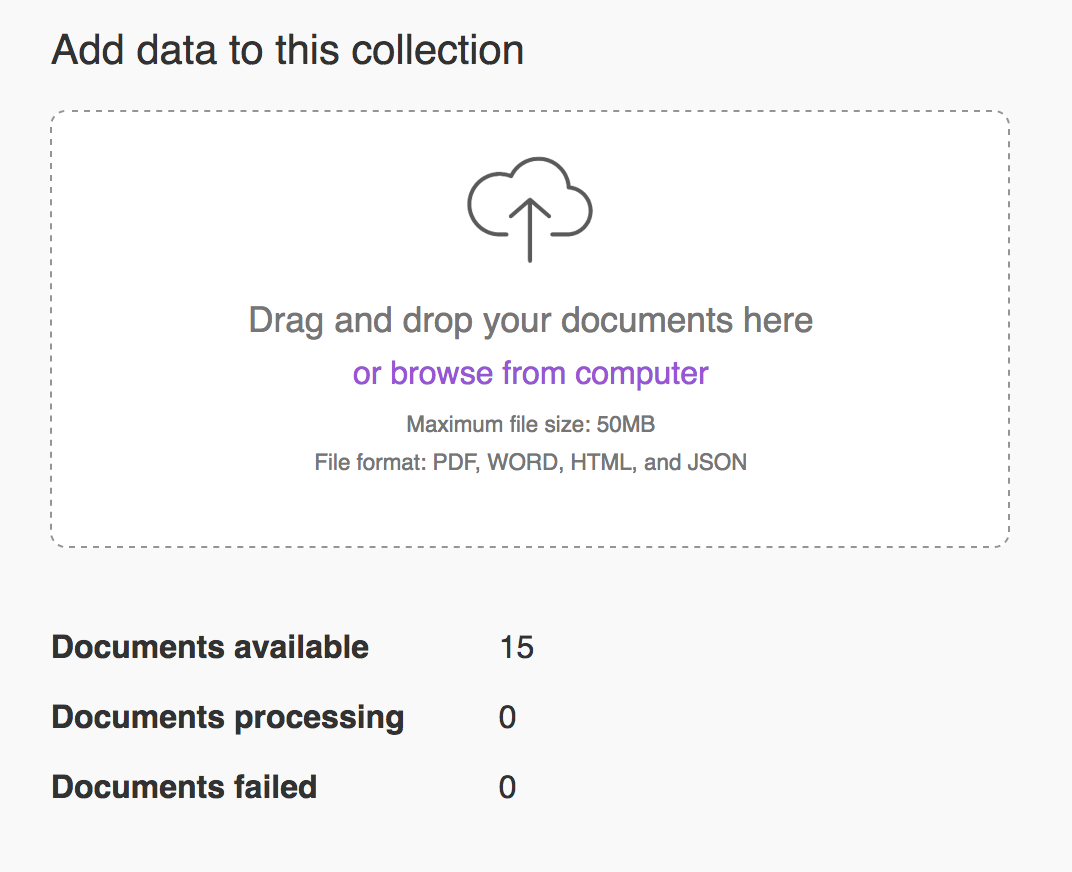 Add data to this collection
Drag and drop your documents here
or browse from computer
Maximum file size: 50MB
File format: PDF, WORD, HTML, and JSON
Documents available 15
Documents processing 0
Documents failed 0